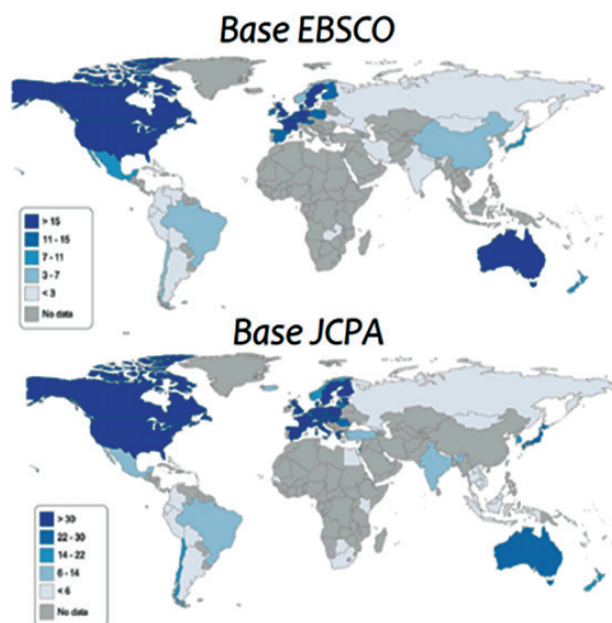 Base EBSCO
> 15
11 - 15
7 - 11
3 - 7
< 3
No data
Base JCPA
> 30
22 - 30
14 - 22
6 - 14
< 6
No data